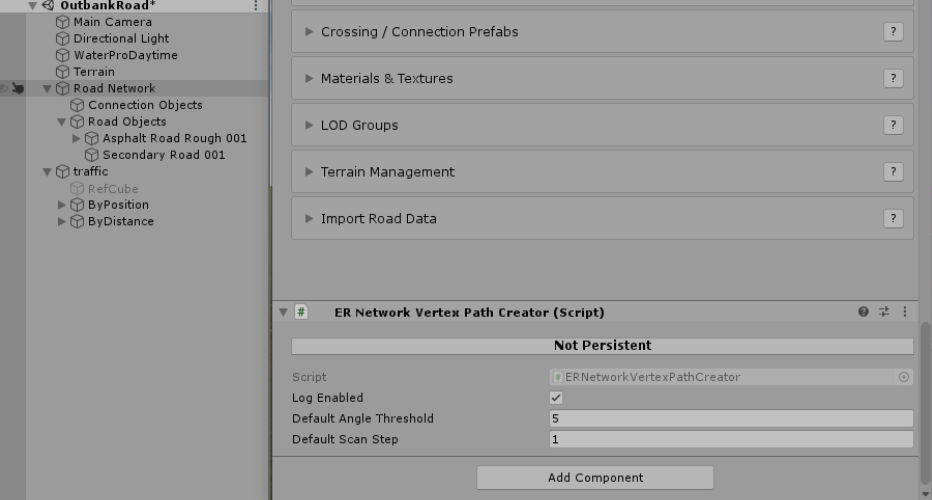 OutbankRoad*
Main Camera
Directional Light
WaterProDaytime
Terrain
Road Network
Connection Objects
Road Objects
Asphalt Road Rough 001
Secondary Road 001
traffic
RefCube
ByPosition
ByDistance
Crossing / Connection Prefabs ?
Materials & Textures ?
LOD Groups ?
Terrain Management ?
Import Road Data ?
# ER Network Vertex Path Creator (Script) ?
Not Persistent
Script # ERNetworkVertexPathCreator
Log Enabled
Default Angle Threshold 5
Default Scan Step 1
Add Component